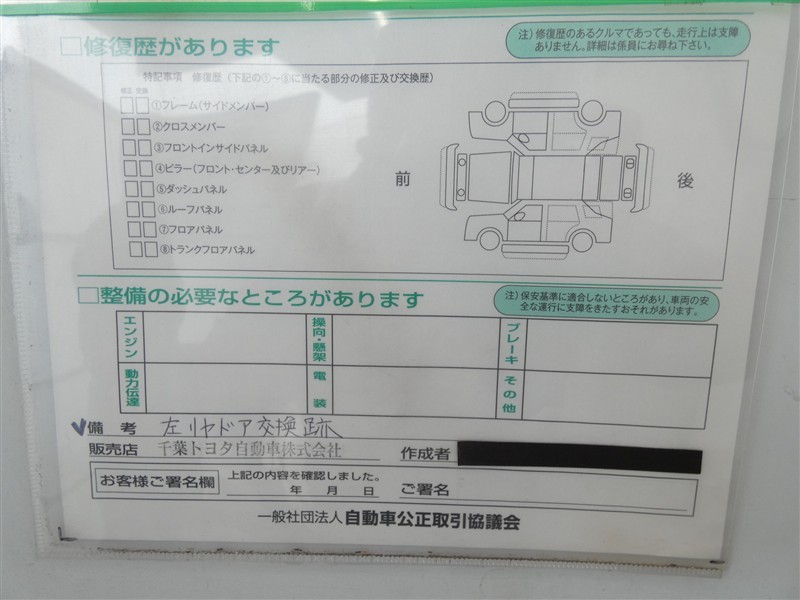 □修復歴があります
注）修復歴のあるクルマであっても、走行上は支障
ありません。詳細は係員にお尋ね下さい。
特記事項 修復歴（下記の①～⑨に当たる部分の修正及び交換歴）
修正 交換
①フレーム（サイドメンバー）
②クロスメンバー
③フロントインサイドパネル
④ピラー（フロント・センター及びリアー）
⑤ダッシュパネル
⑥ルーフパネル
⑦フロアパネル
⑧トランクフロアパネル
前
後
□整備の必要なところがあります
注）保安基準に適合しないところがあり、車両の安
全な運行に支障をきたすおそれがあります。
エンジン
操向・懸架
ブレーキ
動力伝達
電装
その他
✓備考 左リヤドア交換跡
販売店 千葉トヨタ自動車株式会社 作成者
お客様ご署名欄 上記の内容を確認しました。
年 月 日 ご署名
一般社団法人 自動車公正取引協議会